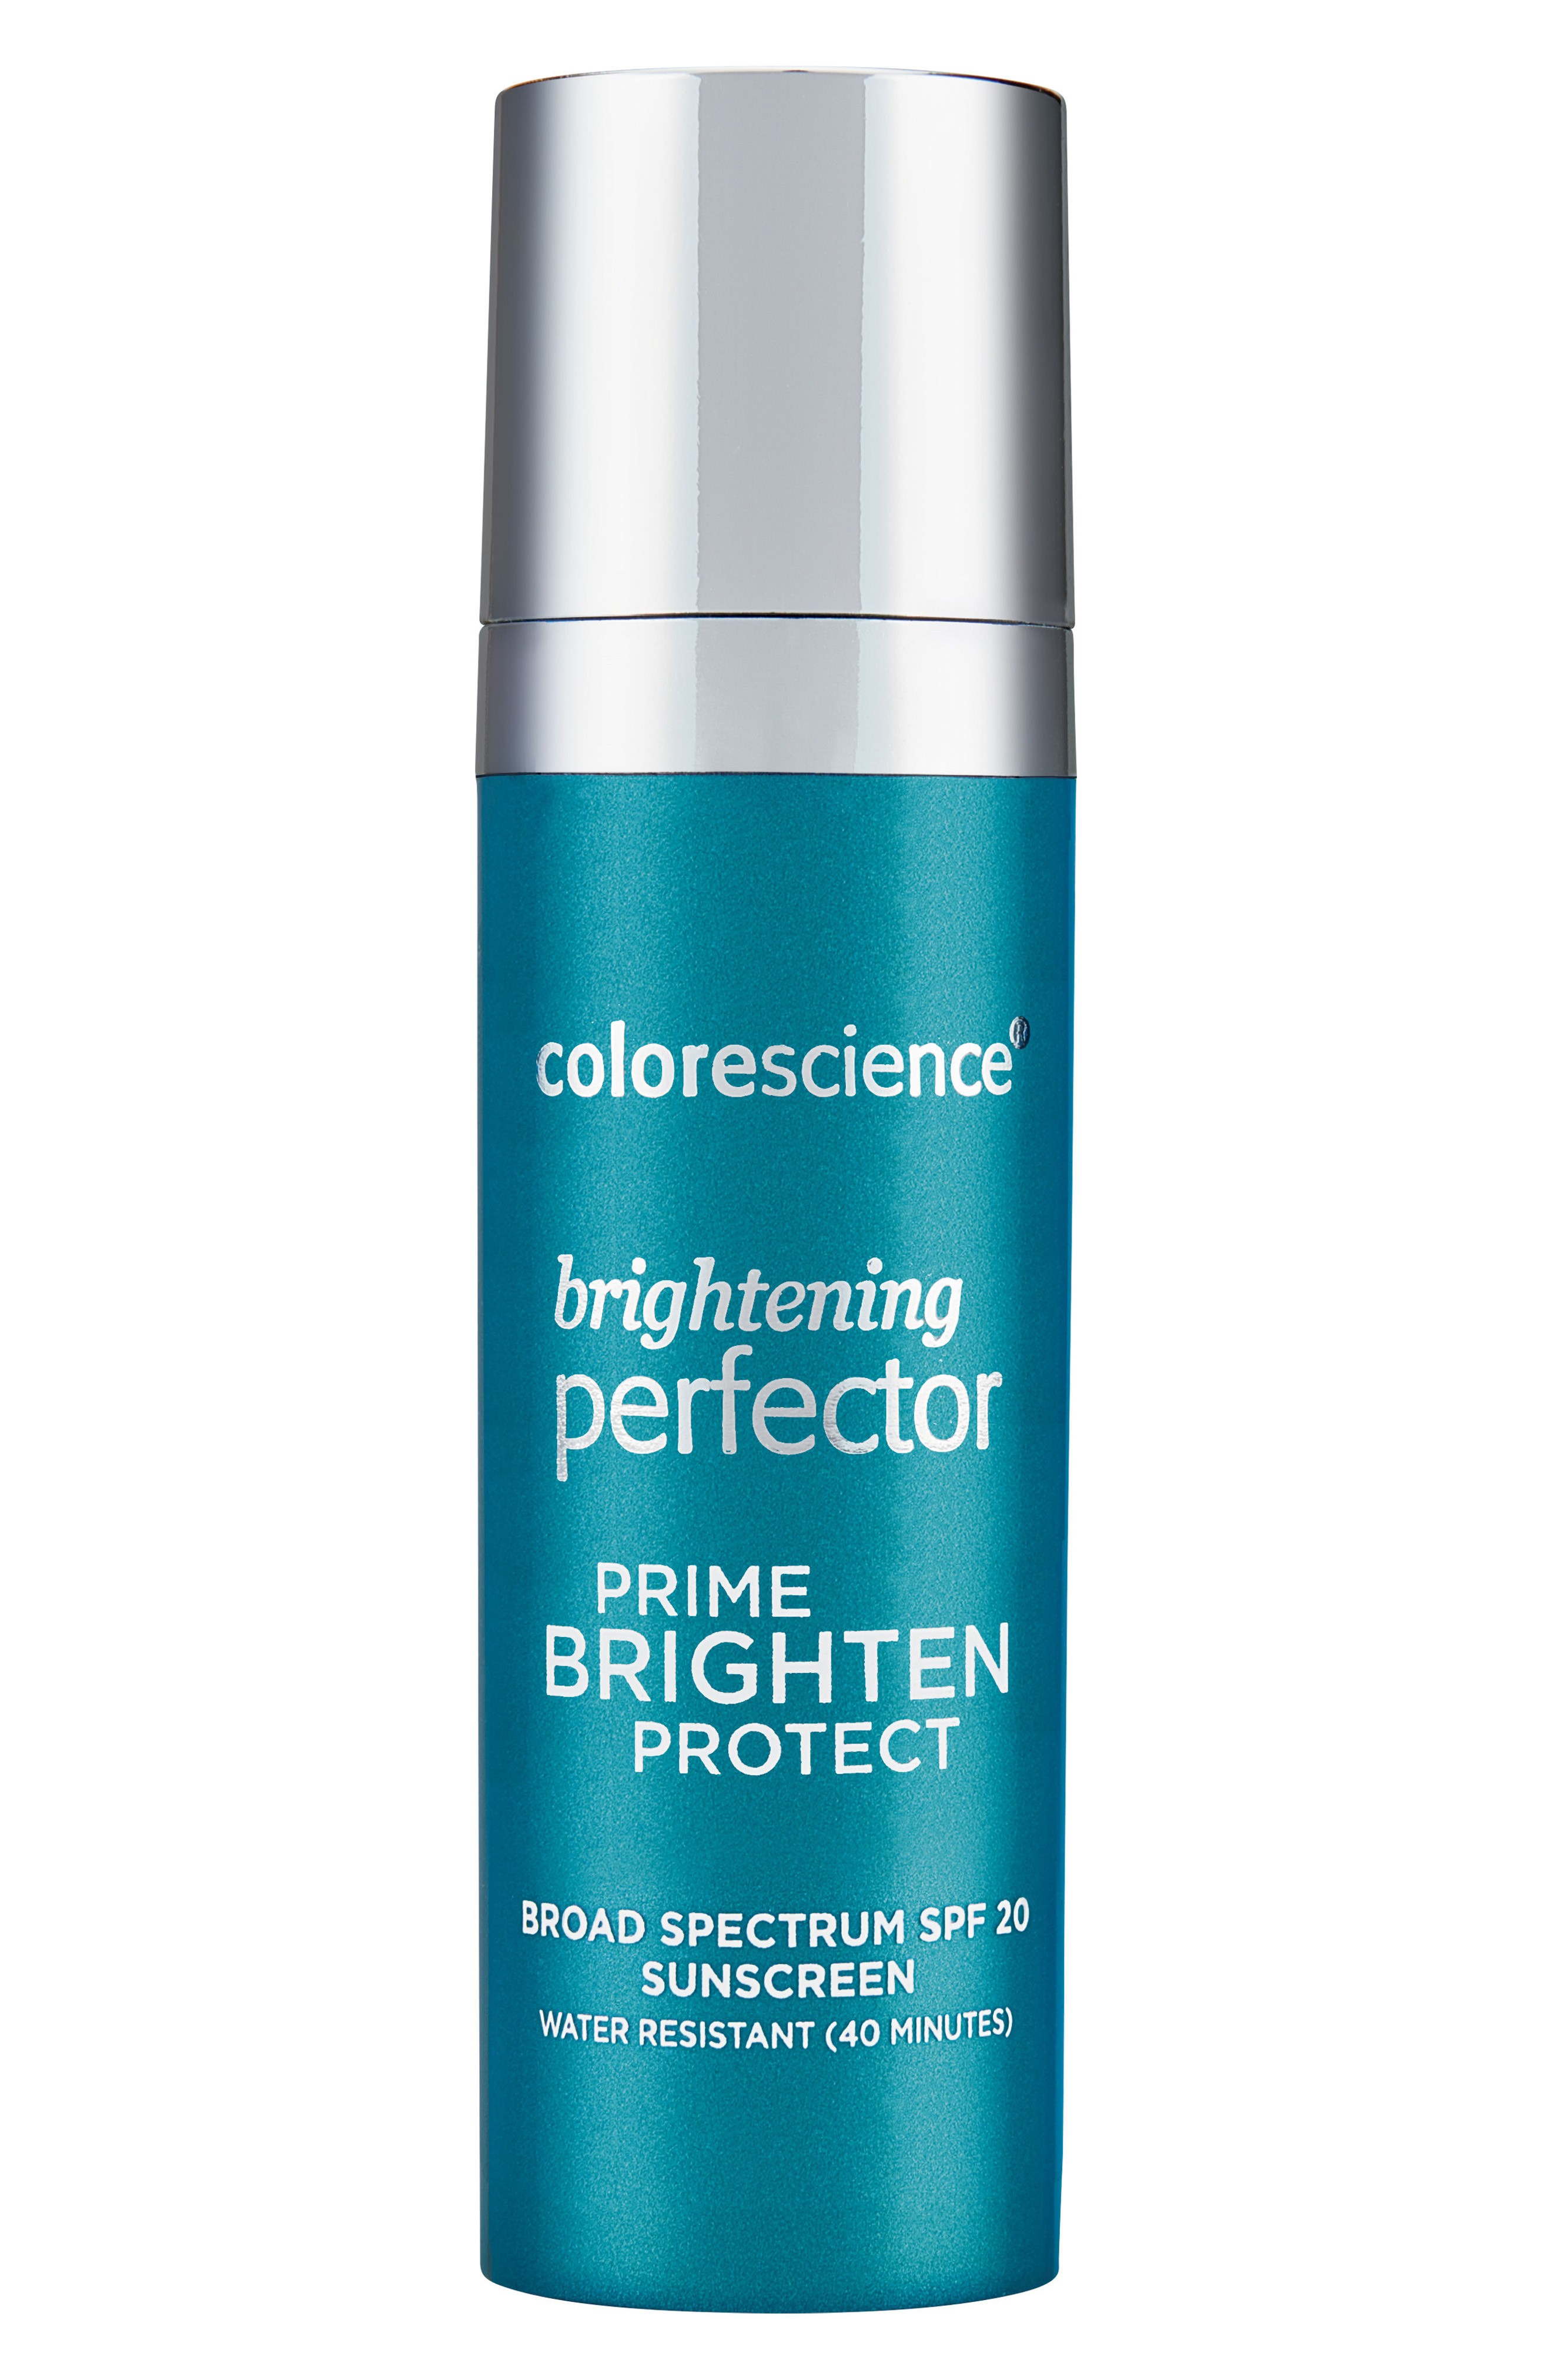 colorescience®
brightening
perfector
PRIME
BRIGHTEN
PROTECT
BROAD SPECTRUM SPF 20
SUNSCREEN
WATER RESISTANT (40 MINUTES)